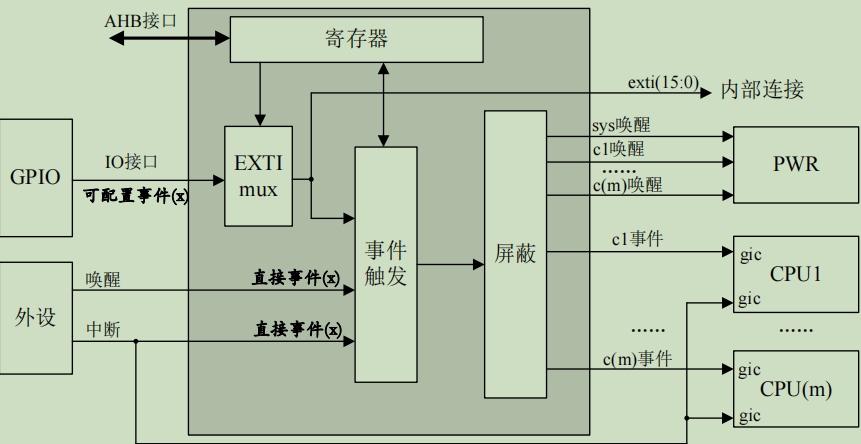 AHB接口
寄存器
exti(15:0)
内部连接
sys唤醒
c1唤醒
......
c(m)唤醒
PWR
GPIO
IO接口
可配置事件(x)
EXTI
mux
事件
触发
屏蔽
c1事件
gic
CPU1
gic
外设
唤醒
直接事件(x)
中断
直接事件(x)
......
......
c(m)事件
gic
CPU(m)
gic